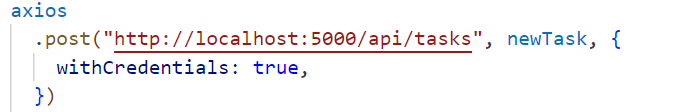 axios
.post("http://localhost:5000/api/tasks", newTask, {
withCredentials: true,
})